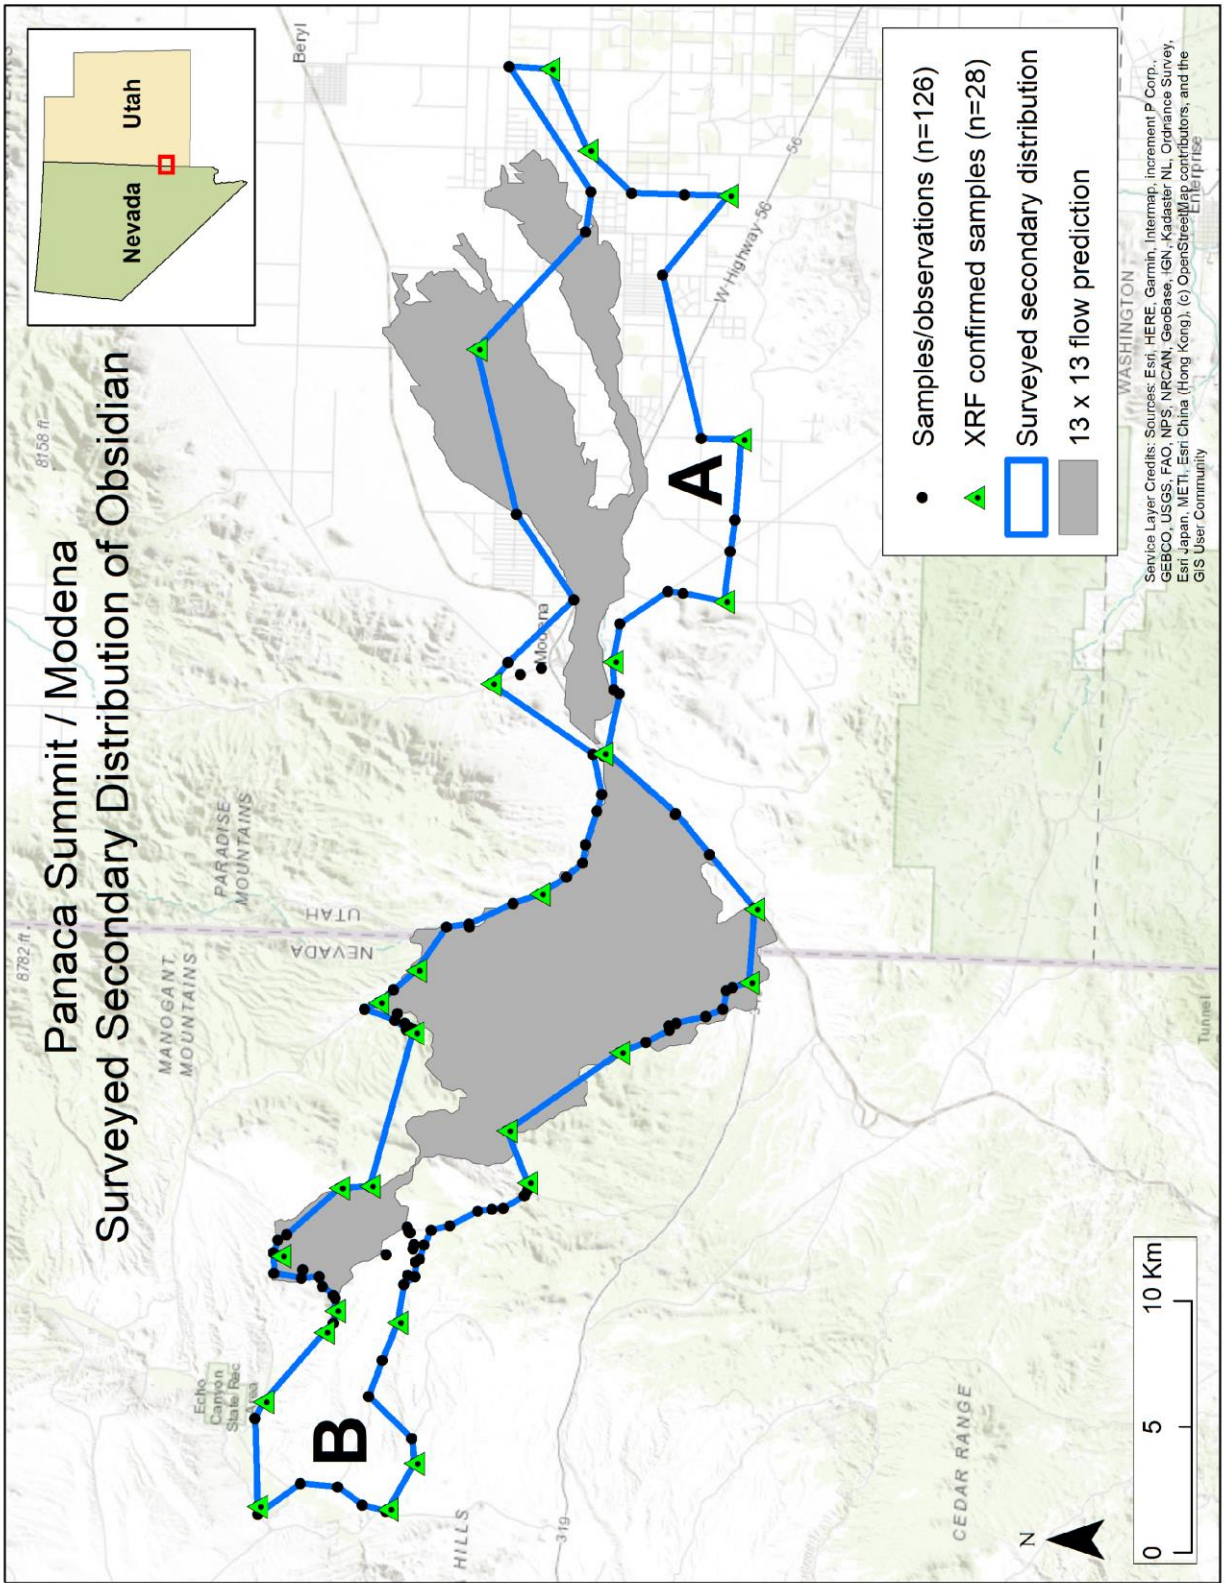 Panaca Summit / Modena
Surveyed Secondary Distribution of Obsidian
Nevada
Utah
8782 ft
8158 ft
Beryl
MANOGANT
MOUNTAINS
PARADISE
MOUNTAINS
NEVADA
UTAH
Echo
Canyon
State Rec
Area
Modena
B
A
W Highway 56
56
HILLS
319
CEDAR RANGE
Tunnel
WASHINGTON
Enterprise
N
0 5 10 Km
Samples/observations (n=126)
XRF confirmed samples (n=28)
Surveyed secondary distribution
13 x 13 flow prediction
Service Layer Credits: Sources: Esri, HERE, Garmin, Intermap, increment P Corp.,
GEBCO, USGS, FAO, NPS, NRCAN, GeoBase, IGN, Kadaster NL, Ordnance Survey,
Esri Japan, METI, Esri China (Hong Kong), (c) OpenStreetMap contributors, and the
GIS User Community